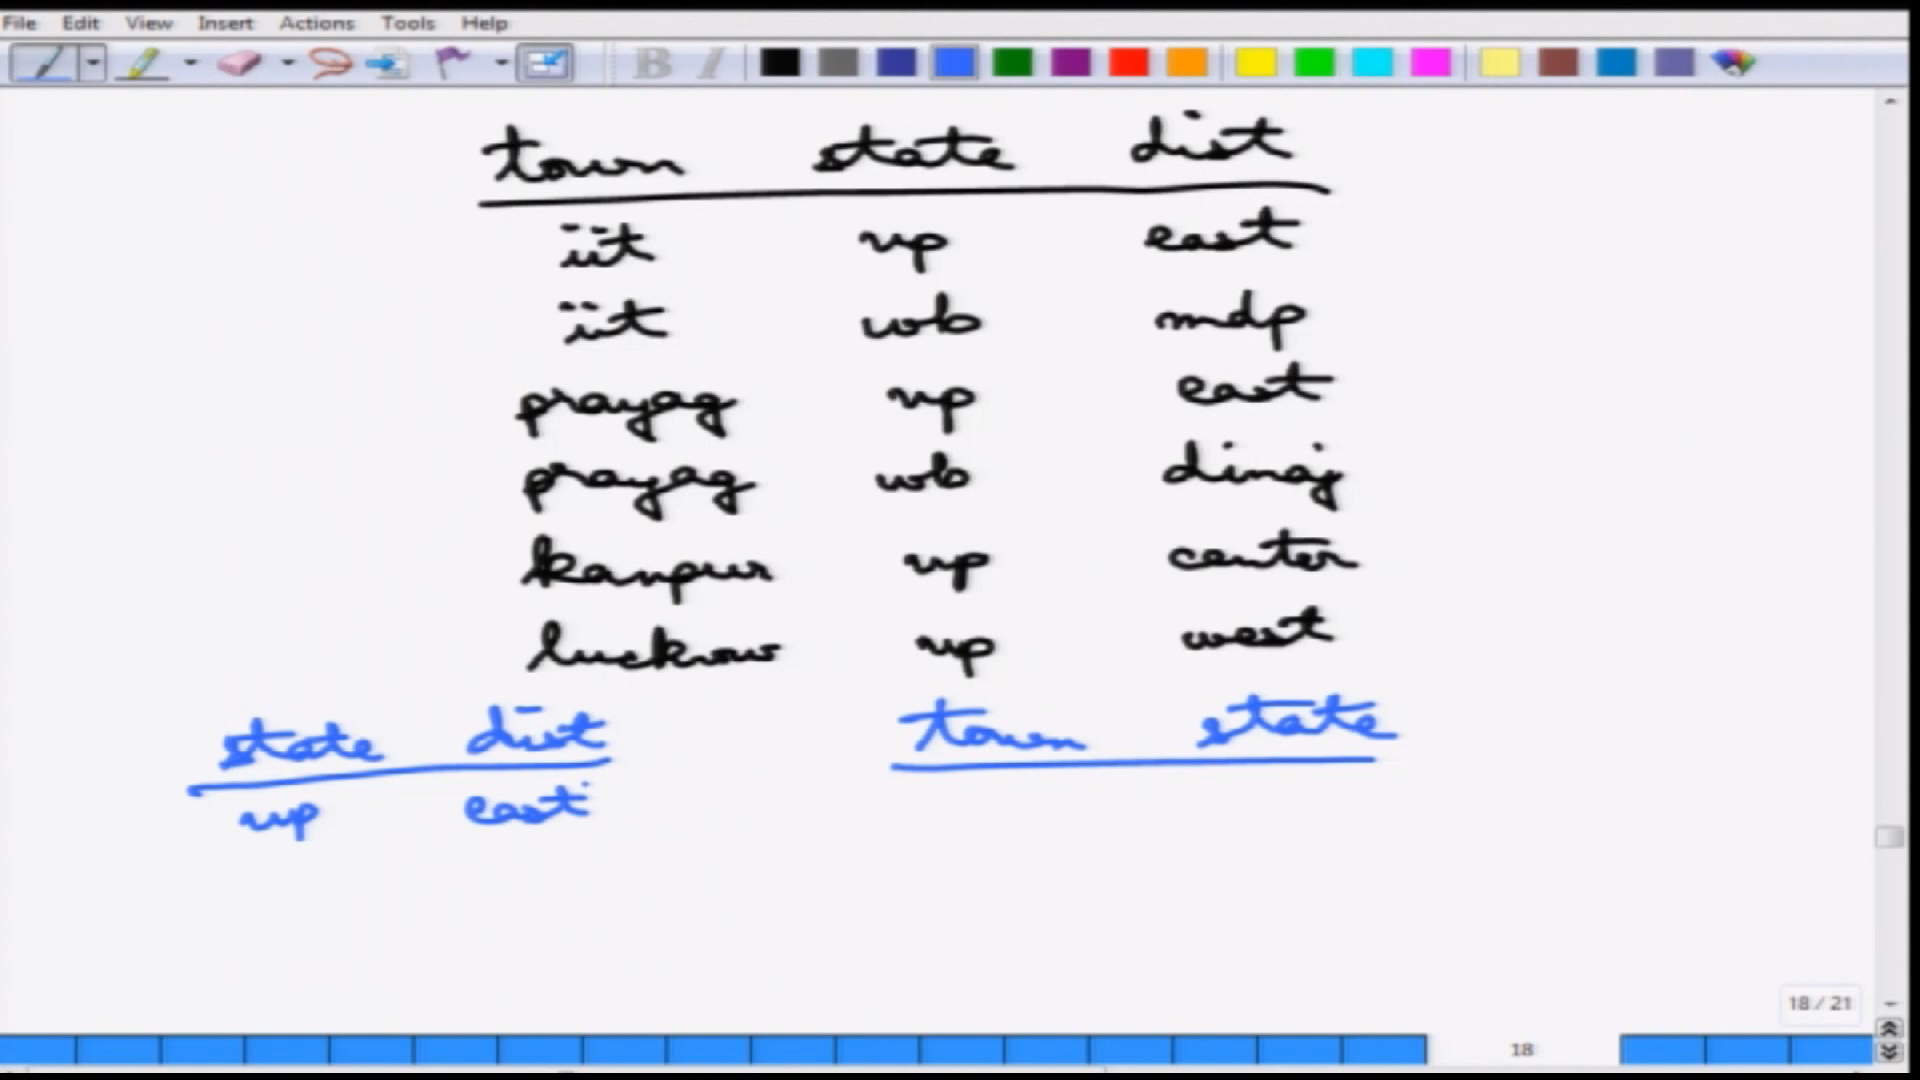 File Edit View Insert Actions Tools Help
B I
town state dist
iit up east
iit wb mdp
prayag up east
prayag wb dinaj
kanpur up center
lucknow up west
state dist town state
up east
18 / 21
18